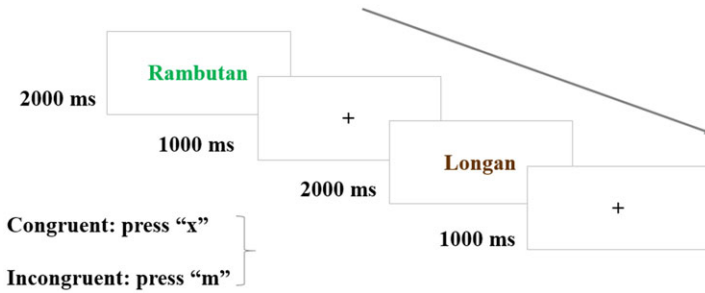 Rambutan
2000 ms
+
1000 ms
Longan
2000 ms
+
1000 ms
Congruent: press “x”
Incongruent: press “m”